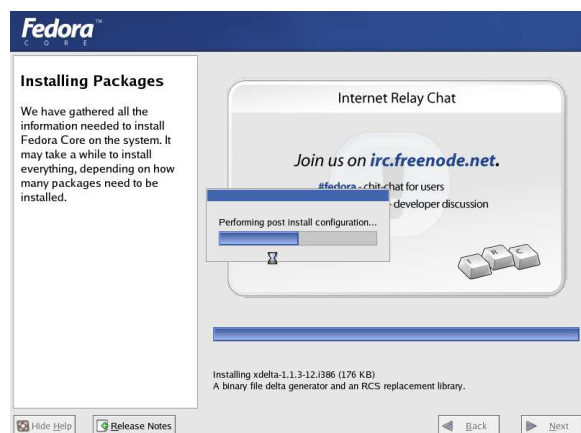 Fedora™
CORE
Installing Packages
We have gathered all the
information needed to install
Fedora Core on the system. It
may take a while to install
everything, depending on how
many packages need to be
installed.
Internet Relay Chat
Join us on irc.freenode.net.
#fedora - chit-chat for users
- developer discussion
Performing post install configuration...
I R C
Installing xdelta-1.1.3-12.i386 (176 KB)
A binary file delta generator and an RCS replacement library.
Hide Help
Release Notes
Back
Next